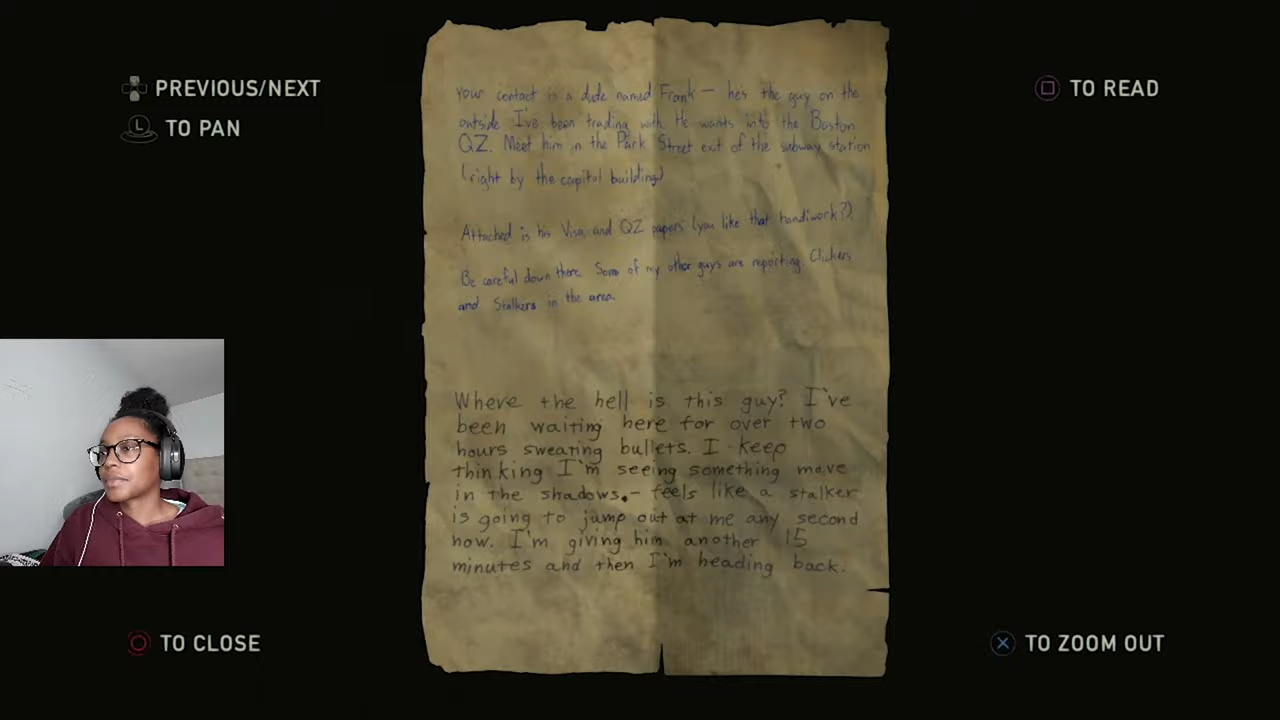 PREVIOUS/NEXT
L TO PAN
TO READ
Your contact is a dude named Frank — he's the guy on the
outside I've been trading with. He wants into the Boston
QZ. Meet him in the Park Street exit of the subway station
(right by the capitol building)
Attached is his Visa and QZ papers (you like that handiwork?).
Be careful down there. Some of my other guys are reporting. Clickers
and Stalkers in the area.
Where the hell is this guy? I've
been waiting here for over two
hours sweating bullets. I keep
thinking I'm seeing something move
in the shadows. - feels like a stalker
is going to jump out at me any second
now. I'm giving him another 15
minutes and then I'm heading back.
TO CLOSE
TO ZOOM OUT